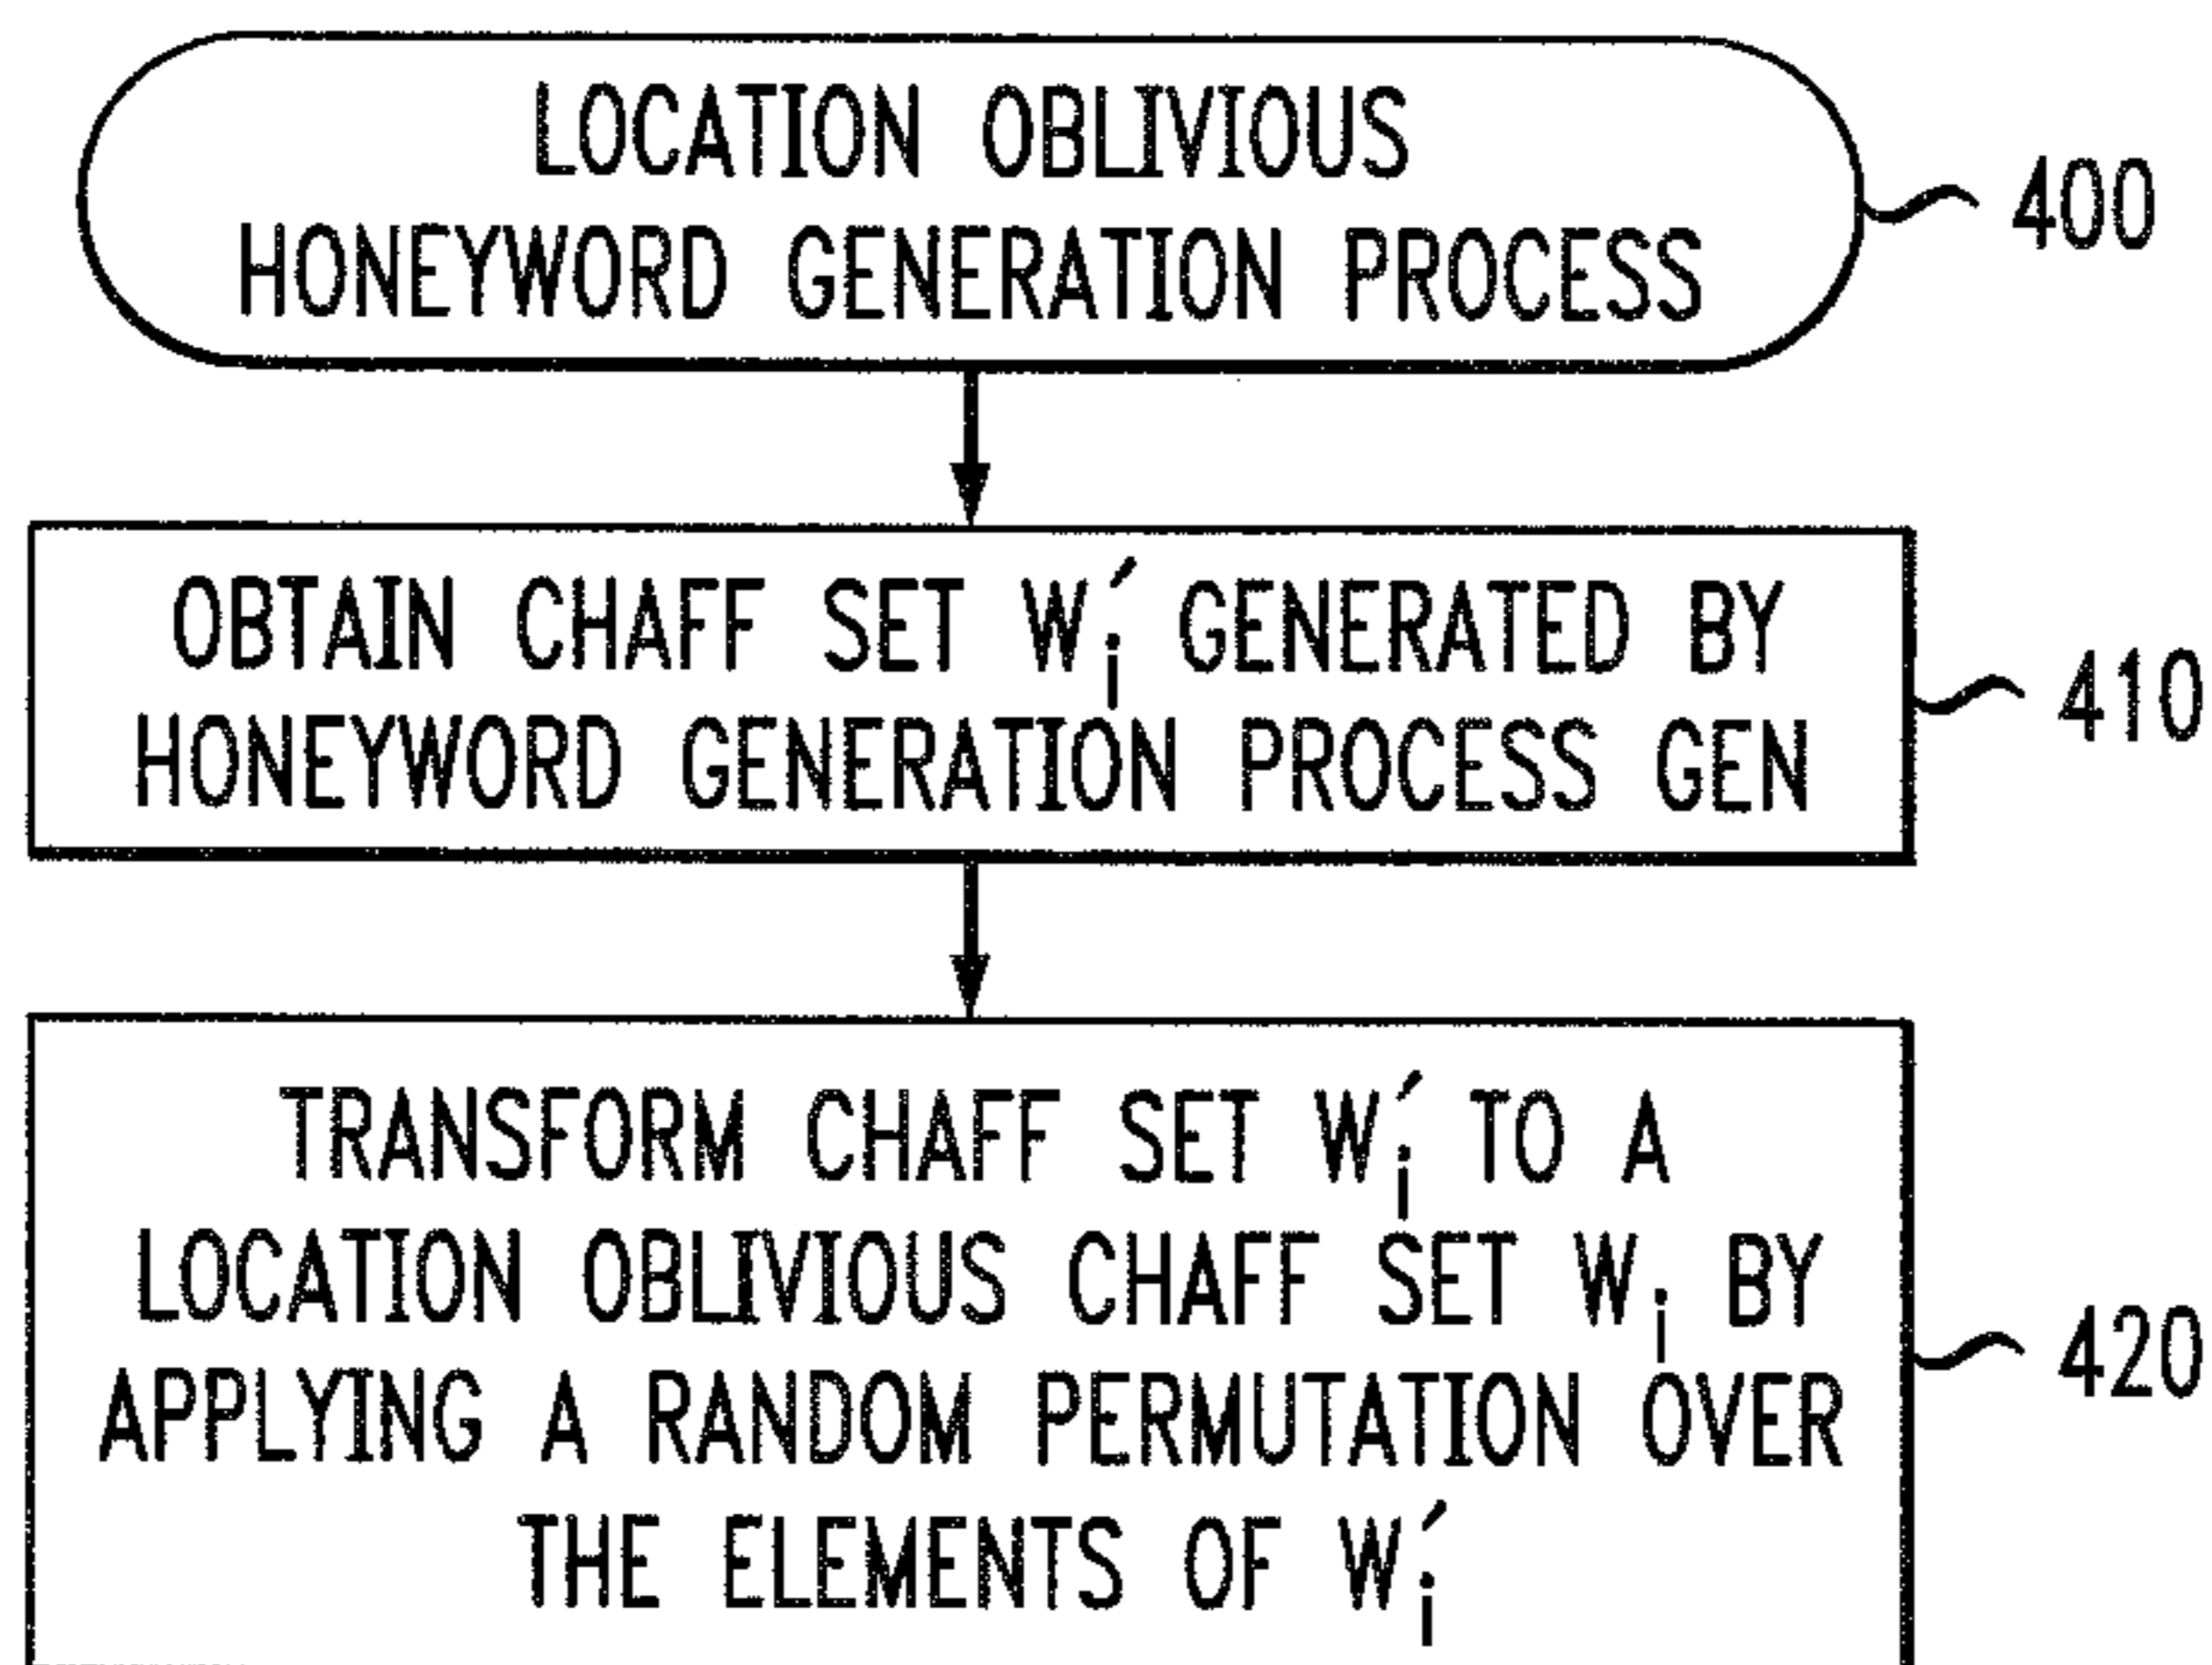 LOCATION OBLIVIOUS
HONEYWORD GENERATION PROCESS
400
OBTAIN CHAFF SET W′i GENERATED BY
HONEYWORD GENERATION PROCESS GEN
410
TRANSFORM CHAFF SET W′i TO A
LOCATION OBLIVIOUS CHAFF SET Wi BY
APPLYING A RANDOM PERMUTATION OVER
THE ELEMENTS OF W′i
420